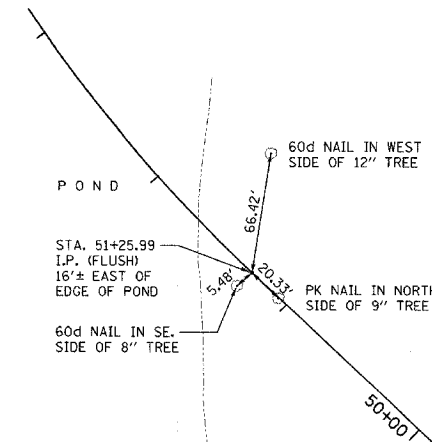 60d NAIL IN WEST
SIDE OF 12" TREE
POND
66.42'
STA. 51+25.99
I.P. (FLUSH)
16'± EAST OF
EDGE OF POND
20.33'
5.48'
PK NAIL IN NORTH
SIDE OF 9" TREE
60d NAIL IN SE.
SIDE OF 8" TREE
50+00